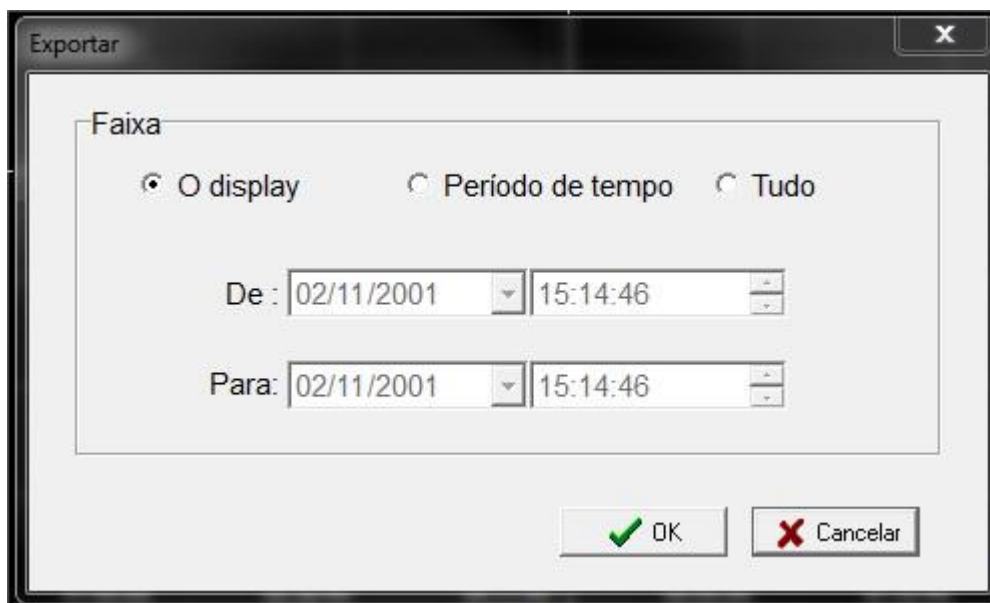 Exportar
Faixa
O display Período de tempo Tudo
De : 02/11/2001 15:14:46
Para: 02/11/2001 15:14:46
OK Cancelar